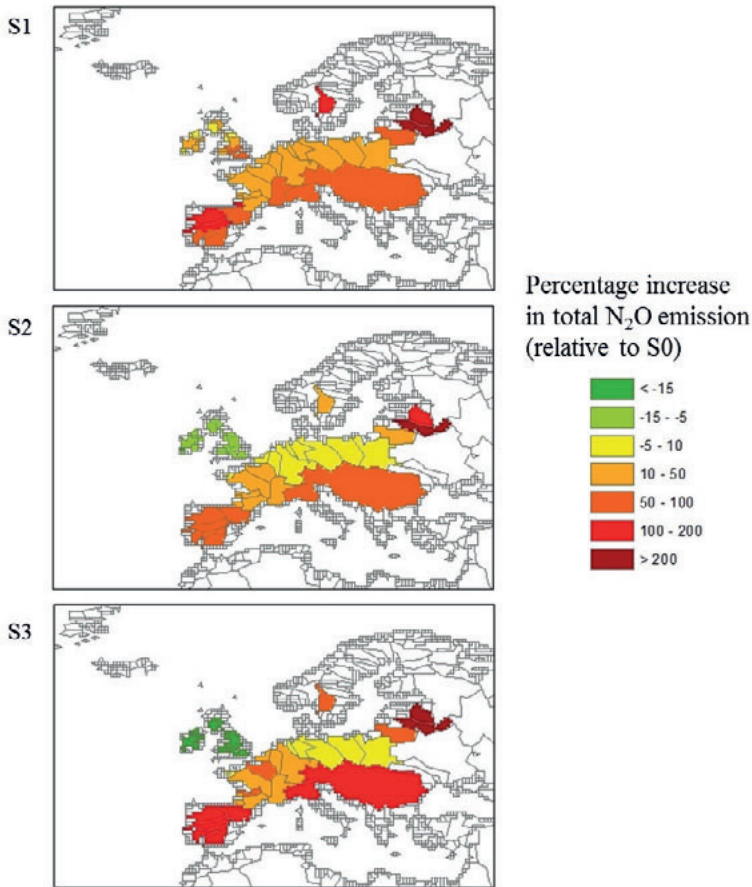 S1
S2
S3
Percentage increase
in total N₂O emission
(relative to S0)
< -15
-15 - -5
-5 - 10
10 - 50
50 - 100
100 - 200
> 200